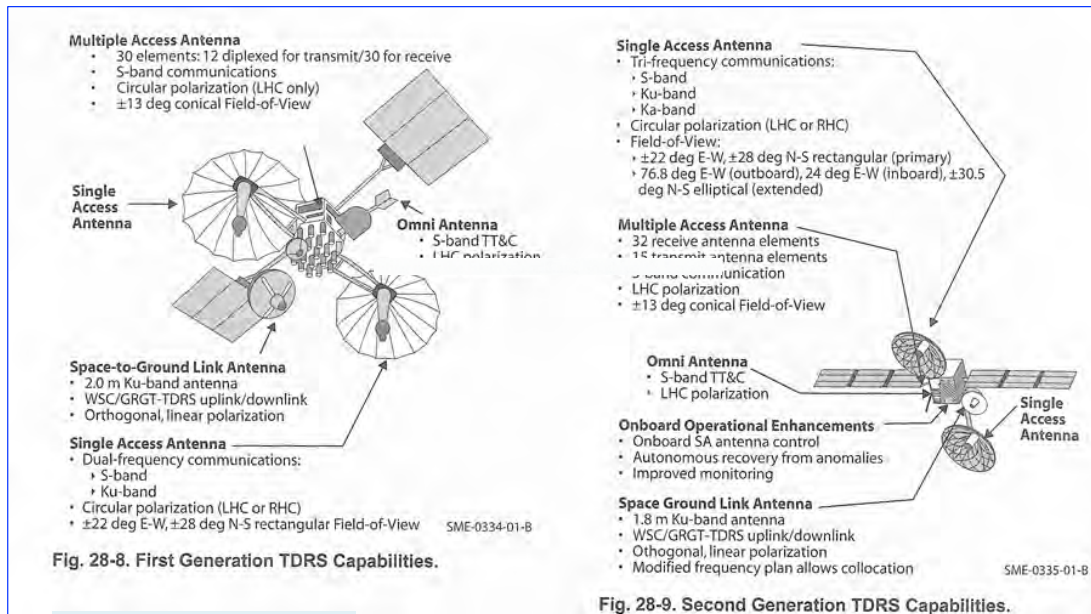 Multiple Access Antenna
• 30 elements: 12 diplexed for transmit/30 for receive
• S-band communications
• Circular polarization (LHC only)
• ±13 deg conical Field-of-View
Single
Access
Antenna
Omni Antenna
• S-band TT&C
• LHC polarization
Space-to-Ground Link Antenna
• 2.0 m Ku-band antenna
• WSC/GRGT-TDRS uplink/downlink
• Orthogonal, linear polarization
Single Access Antenna
• Dual-frequency communications:
‣ S-band
‣ Ku-band
• Circular polarization (LHC or RHC)
• ±22 deg E-W, ±28 deg N-S rectangular Field-of-View
SME-0334-01-B
Fig. 28-8. First Generation TDRS Capabilities.
Single Access Antenna
• Tri-frequency communications:
‣ S-band
‣ Ku-band
‣ Ka-band
• Circular polarization (LHC or RHC)
• Field-of-View:
‣ ±22 deg E-W, ±28 deg N-S rectangular (primary)
‣ 76.8 deg E-W (outboard), 24 deg E-W (inboard), ±30.5
deg N-S elliptical (extended)
Multiple Access Antenna
• 32 receive antenna elements
• 15 transmit antenna elements
S-band communication
• LHC polarization
• ±13 deg conical Field-of-View
Omni Antenna
• S-band TT&C
• LHC polarization
Single
Access
Antenna
Onboard Operational Enhancements
• Onboard SA antenna control
• Autonomous recovery from anomalies
• Improved monitoring
Space Ground Link Antenna
• 1.8 m Ku-band antenna
• WSC/GRGT-TDRS uplink/downlink
• Othogonal, linear polarization
• Modified frequency plan allows collocation
SME-0335-01-B
Fig. 28-9. Second Generation TDRS Capabilities.